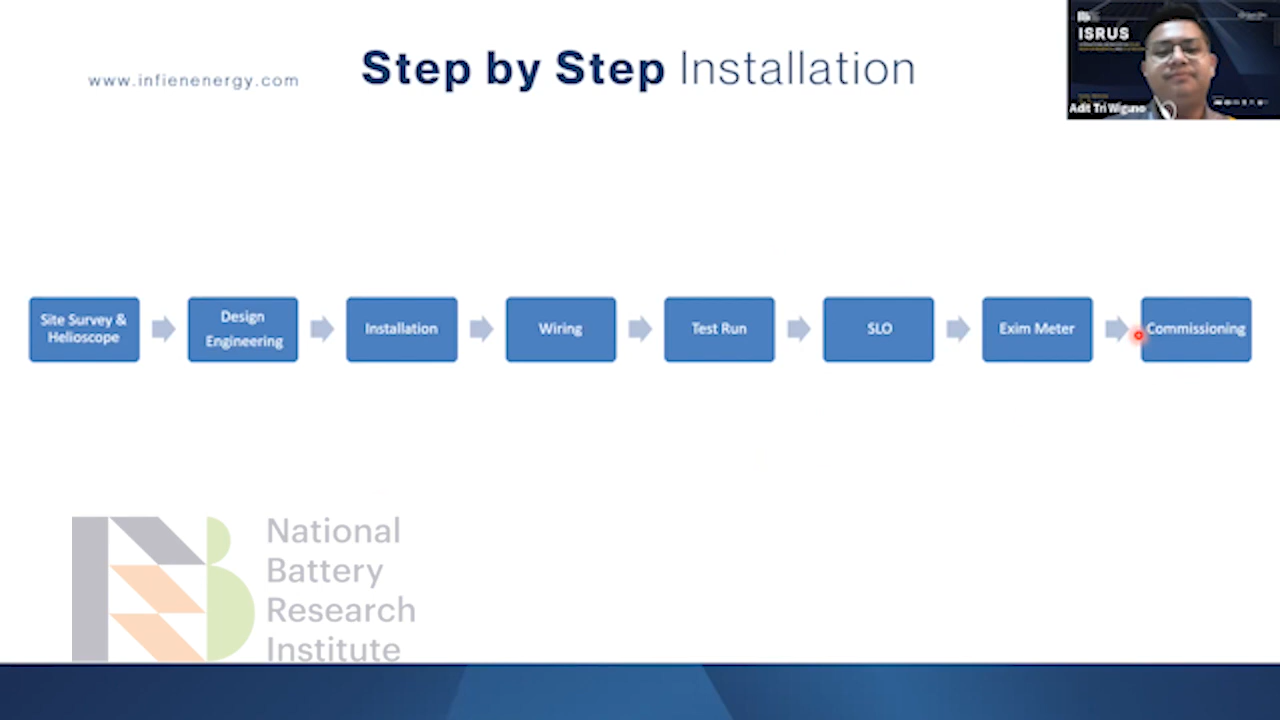 www.infienenergy.com
Step by Step Installation
ISRUS
Adit Tri Wiguno
Site Survey &
Helioscope
Design
Engineering
Installation
Wiring
Test Run
SLO
Exim Meter
Commissioning
National
Battery
Research
Institute